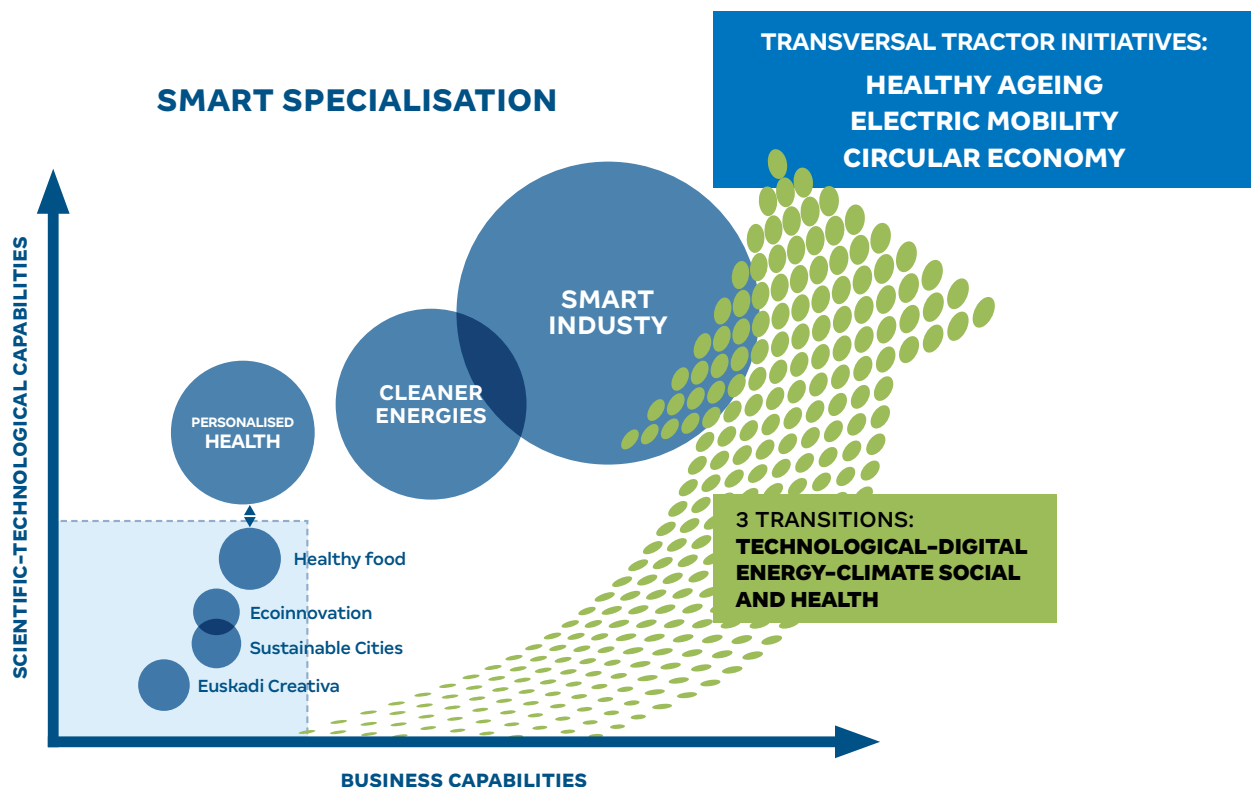 TRANSVERSAL TRACTOR INITIATIVES:
HEALTHY AGEING
ELECTRIC MOBILITY
CIRCULAR ECONOMY
SMART SPECIALISATION
SCIENTIFIC-TECHNOLOGICAL CAPABILITIES
SMART
INDUSTY
CLEANER
ENERGIES
PERSONALISED
HEALTH
3 TRANSITIONS:
TECHNOLOGICAL-DIGITAL
ENERGY-CLIMATE SOCIAL
AND HEALTH
Healthy food
Ecoinnovation
Sustainable Cities
Euskadi Creativa
BUSINESS CAPABILITIES